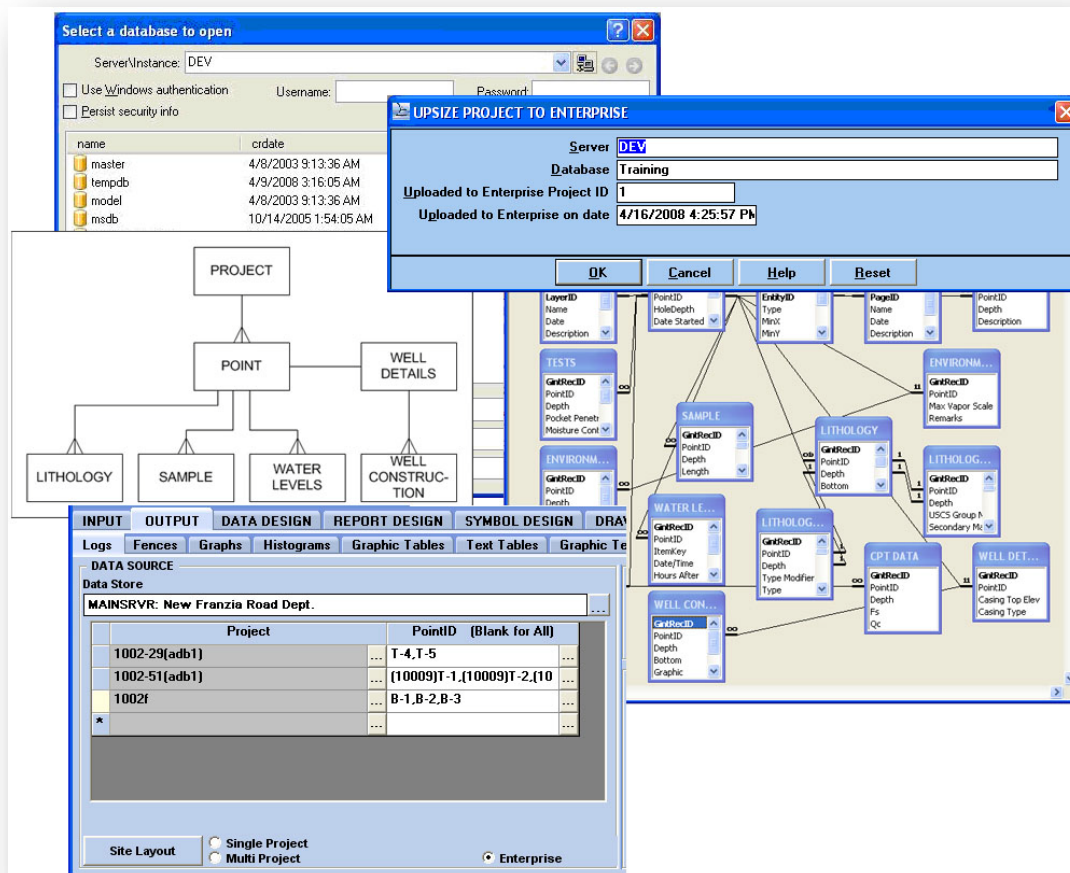 Select a database to open
Server\Instance: DEV
Use Windows authentication Username: Password:
Persist security info
name crdate
master 4/8/2003 9:13:36 AM
tempdb 4/9/2008 3:16:05 AM
model 4/8/2003 9:13:36 AM
msdb 10/14/2005 1:54:05 AM
UPSIZE PROJECT TO ENTERPRISE
Server DEV
Database Training
Uploaded to Enterprise Project ID 1
Uploaded to Enterprise on date 4/16/2008 4:25:57 PM
OK Cancel Help Reset
PROJECT
POINT
WELL DETAILS
LITHOLOGY
SAMPLE
WATER LEVELS
WELL CONSTRUC-
TION
LayerID
Name
Date
Description
PointID
HoleDepth
Date Started
EntityID
Type
MinX
MinY
PageID
Name
Date
Description
PointID
Depth
Description
TESTS
GintRecID
PointID
Depth
Pocket Penetr
Moisture Cont
ENVIRONM...
GintRecID
PointID
Max Vapor Scale
Remarks
SAMPLE
GintRecID
PointID
Depth
Length
LITHOLOGY
GintRecID
PointID
Depth
Bottom
ENVIRONM...
GintRecID
PointID
Depth
LITHOLOG...
GintRecID
PointID
Depth
USCS Group N
Secondary Ma
WATER LE...
GintRecID
PointID
ItemKey
Date/Time
Hours After
LITHOLOG...
GintRecID
PointID
Depth
Type Modifier
Type
CPT DATA
GintRecID
PointID
Depth
Fs
Qc
WELL DET...
GintRecID
PointID
Casing Top Elev
Casing Type
WELL CON...
GintRecID
PointID
Depth
Bottom
Graphic
INPUT OUTPUT DATA DESIGN REPORT DESIGN SYMBOL DESIGN DRA
Logs Fences Graphs Histograms Graphic Tables Text Tables Graphic Te
DATA SOURCE
Data Store
MAINSRVR: New Franzia Road Dept. ...
Project PointID (Blank for All)
1002-29(adb1) ... T-4,T-5 ...
1002-51(adb1) ... (10009)T-1,(10009)T-2,(10 ...
1002f ... B-1,B-2,B-3 ...
* ... ...
Site Layout
Single Project
Multi Project
Enterprise